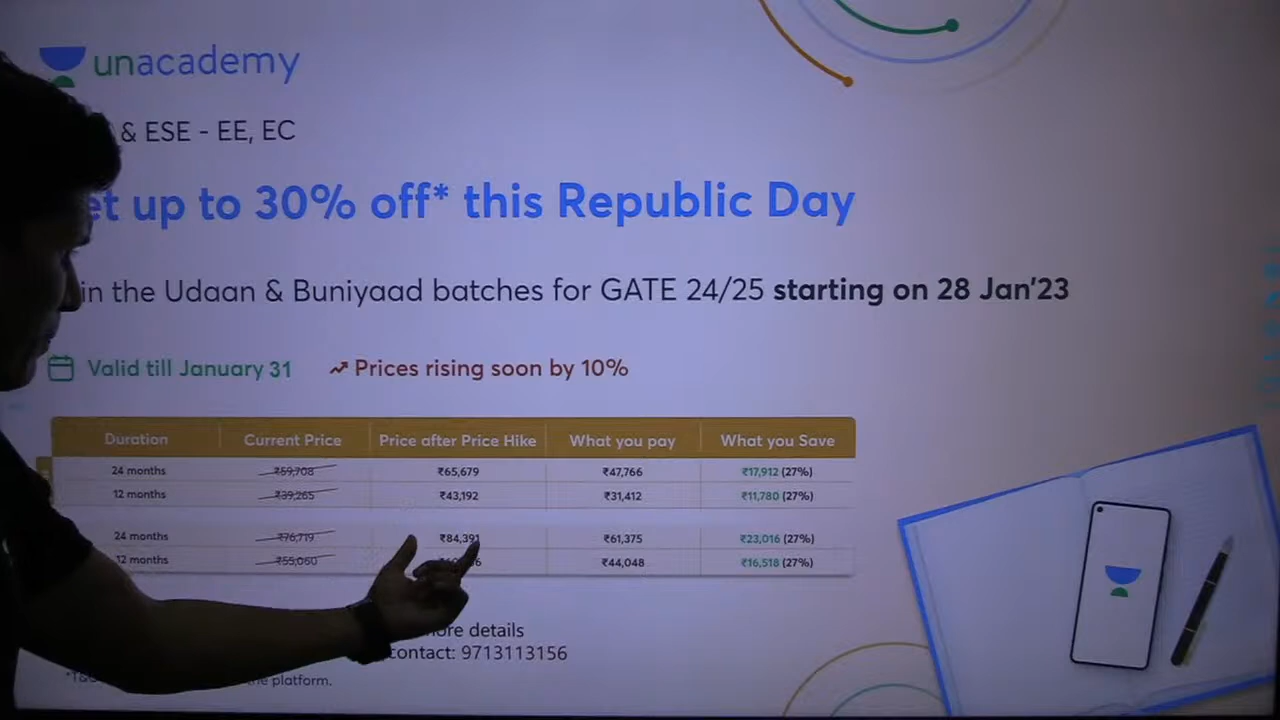 unacademy
& ESE - EE, EC
up to 30% off* this Republic Day
in the Udaan & Buniyaad batches for GATE 24/25 starting on 28 Jan'23
Valid till January 31
Prices rising soon by 10%
Duration Current Price Price after Price Hike What you pay What you Save
24 months ₹59,708 ₹65,679 ₹47,766 ₹17,912 (27%)
12 months ₹39,265 ₹43,192 ₹31,412 ₹11,780 (27%)
24 months ₹76,719 ₹84,391 ₹61,375 ₹23,016 (27%)
12 months ₹55,060 ₹44,048 ₹16,518 (27%)
more details
contact: 9713113156
platform.